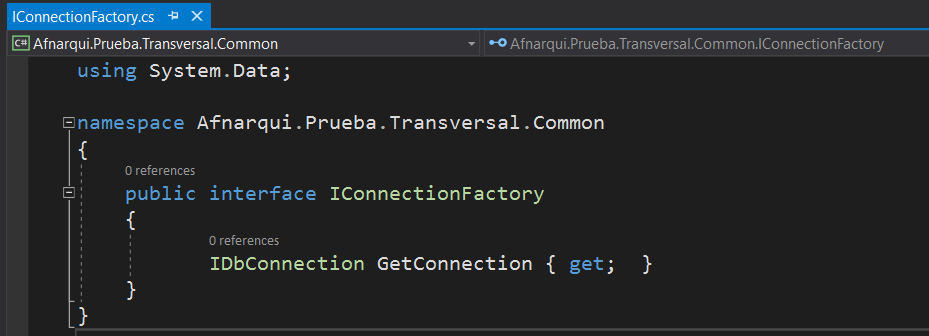 IConnectionFactory.cs
C# Afnarqui.Prueba.Transversal.Common
Afnarqui.Prueba.Transversal.Common.IConnectionFactory
using System.Data;
namespace Afnarqui.Prueba.Transversal.Common
{
0 references
public interface IConnectionFactory
{
0 references
IDbConnection GetConnection { get;  }
}
}